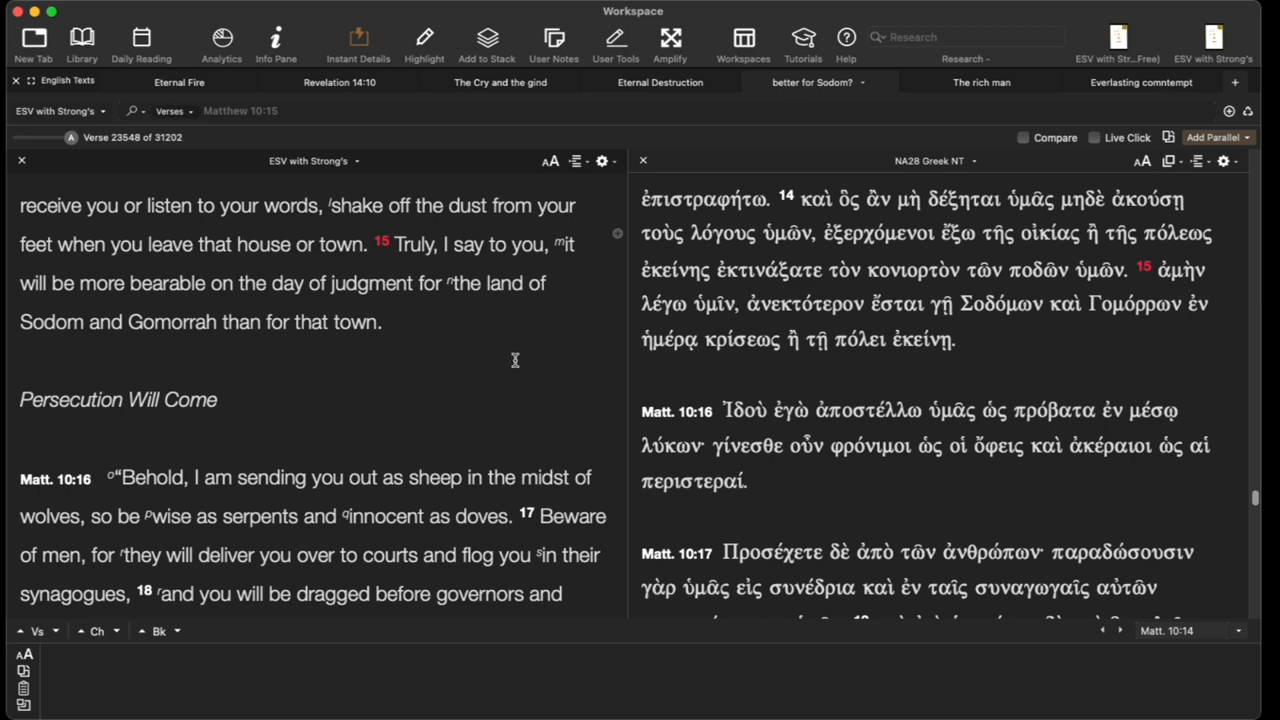 Workspace
New Tab Library Daily Reading Analytics Info Pane Instant Details Highlight Add to Stack User Notes User Tools Amplify Workspaces Tutorials Help Research Research ESV with Str...Free) ESV with Strong's
English Texts Eternal Fire Revelation 14:10 The Cry and the gind Eternal Destruction better for Sodom? The rich man Everlasting comntempt +
ESV with Strong's Verses Matthew 10:15
A Verse 23548 of 31202 Compare Live Click Add Parallel
ESV with Strong's AA
receive you or listen to your words, lshake off the dust from your
feet when you leave that house or town. 15 Truly, I say to you, mit
will be more bearable on the day of judgment for nthe land of
Sodom and Gomorrah than for that town.
Persecution Will Come
Matt. 10:16 o“Behold, I am sending you out as sheep in the midst of
wolves, so be pwise as serpents and qinnocent as doves. 17 Beware
of men, for rthey will deliver you over to courts and flog you sin their
synagogues, 18 rand you will be dragged before governors and
NA28 Greek NT AA
ἐπιστραφήτω. 14 καὶ ὃς ἂν μὴ δέξηται ὑμᾶς μηδὲ ἀκούσῃ
τοὺς λόγους ὑμῶν, ἐξερχόμενοι ἔξω τῆς οἰκίας ἢ τῆς πόλεως
ἐκείνης ἐκτινάξατε τὸν κονιορτὸν τῶν ποδῶν ὑμῶν. 15 ἀμὴν
λέγω ὑμῖν, ἀνεκτότερον ἔσται γῇ Σοδόμων καὶ Γομόρρων ἐν
ἡμέρᾳ κρίσεως ἢ τῇ πόλει ἐκείνῃ.
Matt. 10:16 Ἰδοὺ ἐγὼ ἀποστέλλω ὑμᾶς ὡς πρόβατα ἐν μέσῳ
λύκων· γίνεσθε οὖν φρόνιμοι ὡς οἱ ὄφεις καὶ ἀκέραιοι ὡς αἱ
περιστεραί.
Matt. 10:17 Προσέχετε δὲ ἀπὸ τῶν ἀνθρώπων· παραδώσουσιν
γὰρ ὑμᾶς εἰς συνέδρια καὶ ἐν ταῖς συναγωγαῖς αὐτῶν
Vs Ch Bk Matt. 10:14
AA